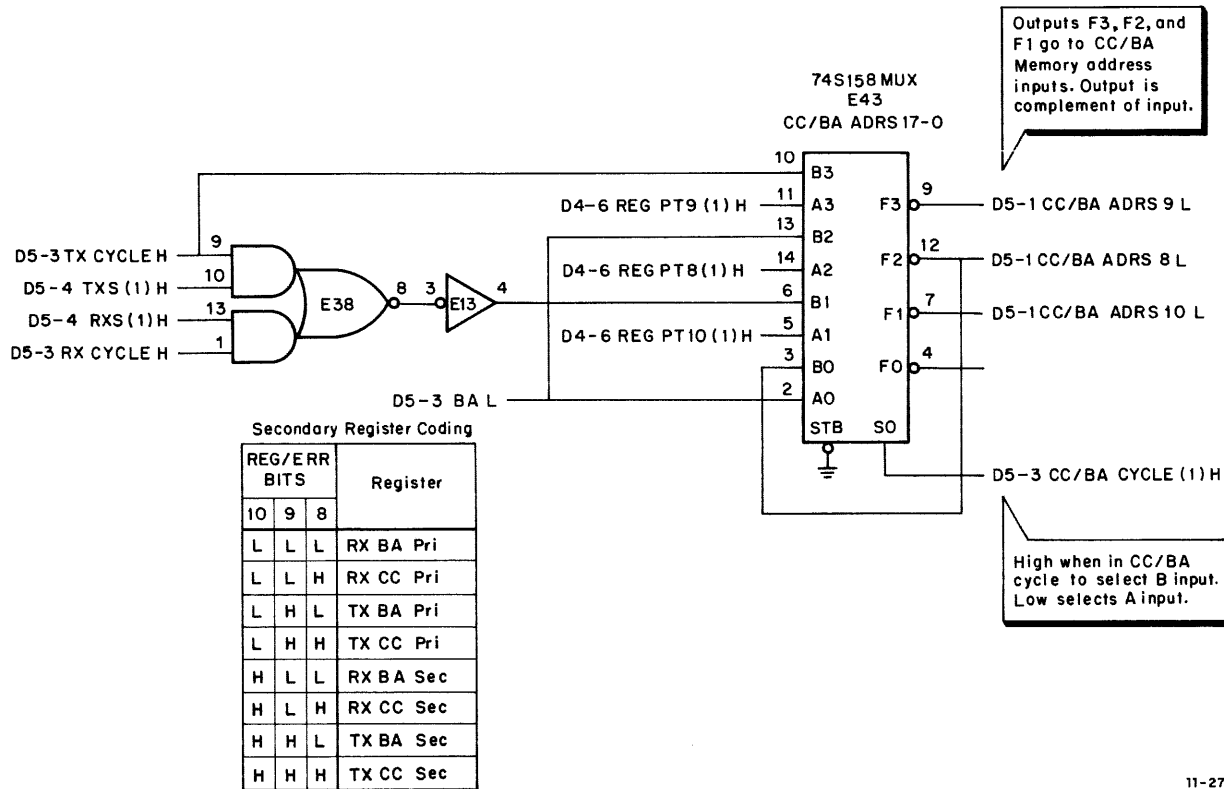 Outputs F3, F2, and
F1 go to CC/BA
Memory address
inputs. Output is
complement of input.
74S158 MUX
E43
CC/BA ADRS 17-0
10 B3
D4-6 REG PT9 (1) H 11 A3 F3 9 D5-1 CC/BA ADRS 9 L
13 B2
D5-3 TX CYCLE H 9
D4-6 REG PT8 (1) H 14 A2 F2 12 D5-1 CC/BA ADRS 8 L
D5-4 TXS (1) H 10
E38 8 3 E13 4 6 B1 F1 7 D5-1 CC/BA ADRS 10 L
D5-4 RXS (1) H 13
D4-6 REG PT10 (1) H 5 A1
D5-3 RX CYCLE H 1
3 B0 F0 4
D5-3 BA L 2 A0
STB S0
D5-3 CC/BA CYCLE (1) H
High when in CC/BA
cycle to select B input.
Low selects A input.
Secondary Register Coding
REG/ERR
BITS
Register
10 9 8
L L L RX BA Pri
L L H RX CC Pri
L H L TX BA Pri
L H H TX CC Pri
H L L RX BA Sec
H L H RX CC Sec
H H L TX BA Sec
H H H TX CC Sec
11-27